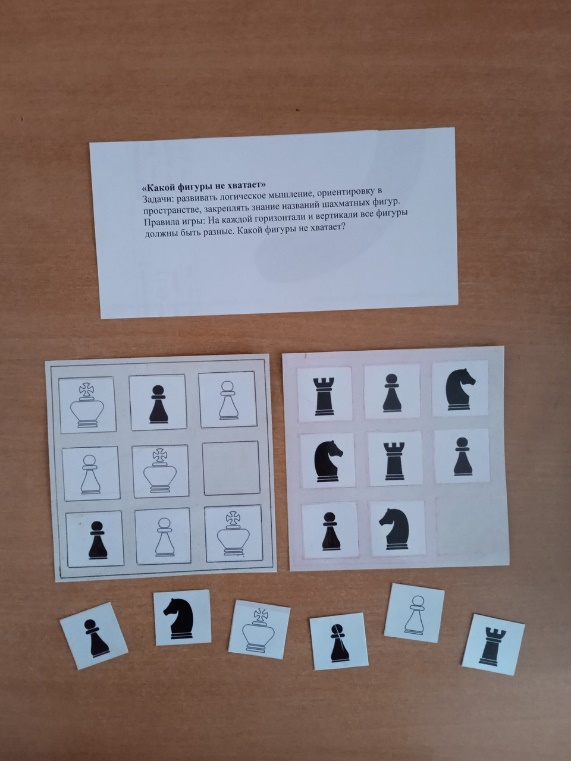 «Какой фигуры не хватает»
Задачи: развивать логическое мышление, ориентировку в
пространстве, закреплять знание названий шахматных фигур.
Правила игры: На каждой горизонтали и вертикали все фигуры
должны быть разные. Какой фигуры не хватает?